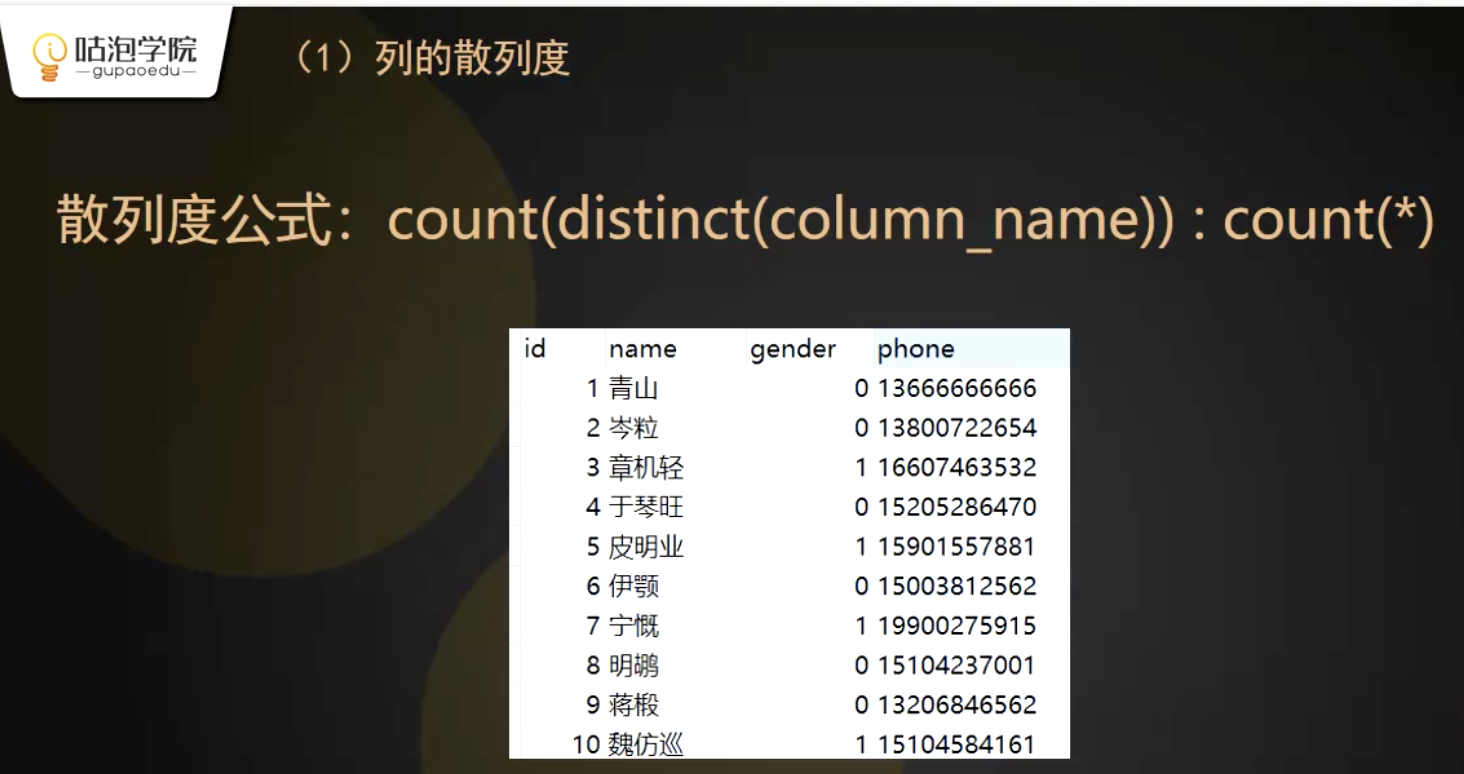 咕泡学院
gupaoedu
（1）列的散列度
散列度公式：count(distinct(column_name)) : count(*)
id name gender phone
1 青山 0 13666666666
2 岑粒 0 13800722654
3 章机轻 1 16607463532
4 于琴旺 0 15205286470
5 皮明业 1 15901557881
6 伊颚 0 15003812562
7 宁慨 1 19900275915
8 明鹕 0 15104237001
9 蒋椴 0 13206846562
10 魏仿巡 1 15104584161